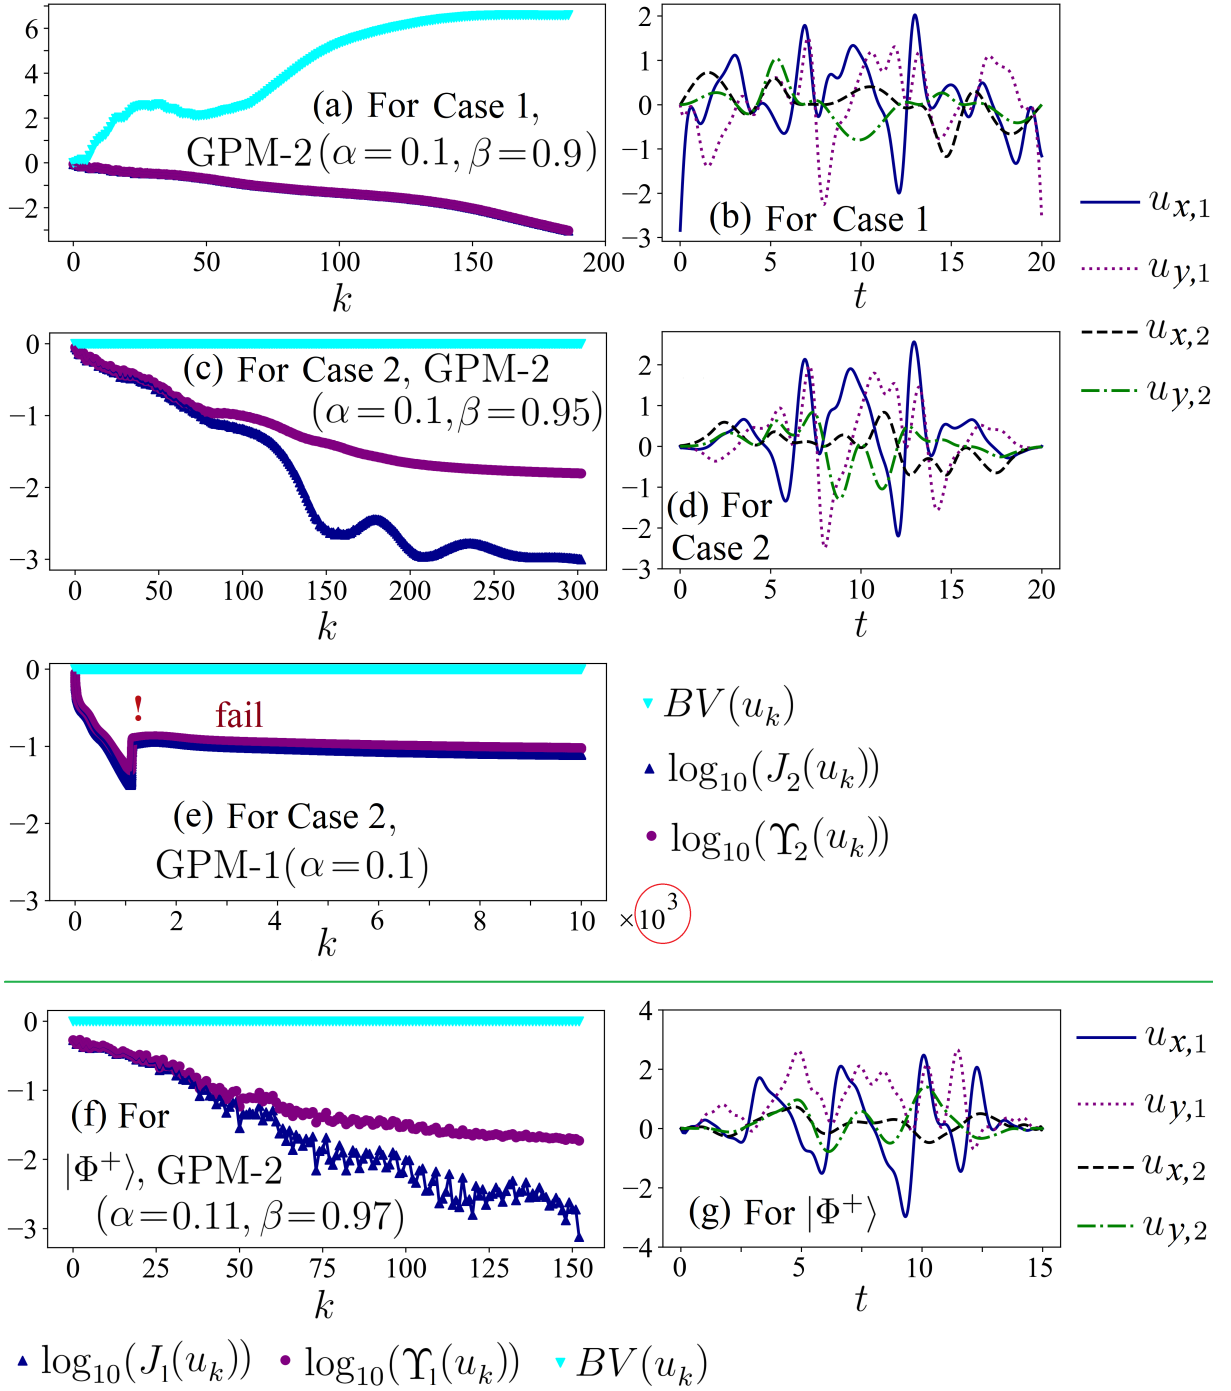 6
4
2
0
−2
(a) For Case 1,
GPM-2(α=0.1, β=0.9)
0 50 100 150 200
k
2
1
0
−1
−2
−3
(b) For Case 1
0 5 10 15 20
t
u_{x,1}
u_{y,1}
u_{x,2}
u_{y,2}
0
−1
−2
−3
(c) For Case 2, GPM-2
(α=0.1, β=0.95)
0 50 100 150 200 250 300
k
2
1
0
−1
−2
−3
(d) For
Case 2
0 5 10 15 20
t
0
−1
−2
−3
!
fail
(e) For Case 2,
GPM-1(α=0.1)
0 2 4 6 8 10 ×10³
k
BV(u_k)
log₁₀(J₂(u_k))
log₁₀(ϒ₂(u_k))
0
−1
−2
−3
(f) For
|Φ⁺⟩, GPM-2
(α=0.11, β=0.97)
0 25 50 75 100 125 150
k
4
2
0
−2
−4
(g) For |Φ⁺⟩
0 5 10 15
t
u_{x,1}
u_{y,1}
u_{x,2}
u_{y,2}
log₁₀(J₁(u_k)) log₁₀(ϒ₁(u_k)) BV(u_k)